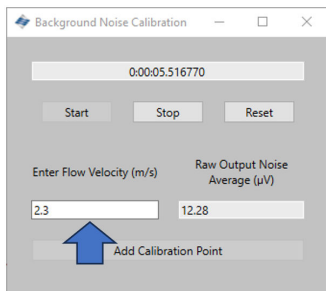 Background Noise Calibration
0:00:05.516770
Start Stop Reset
Enter Flow Velocity (m/s)
Raw Output Noise
Average (µV)
2.3 12.28
Add Calibration Point